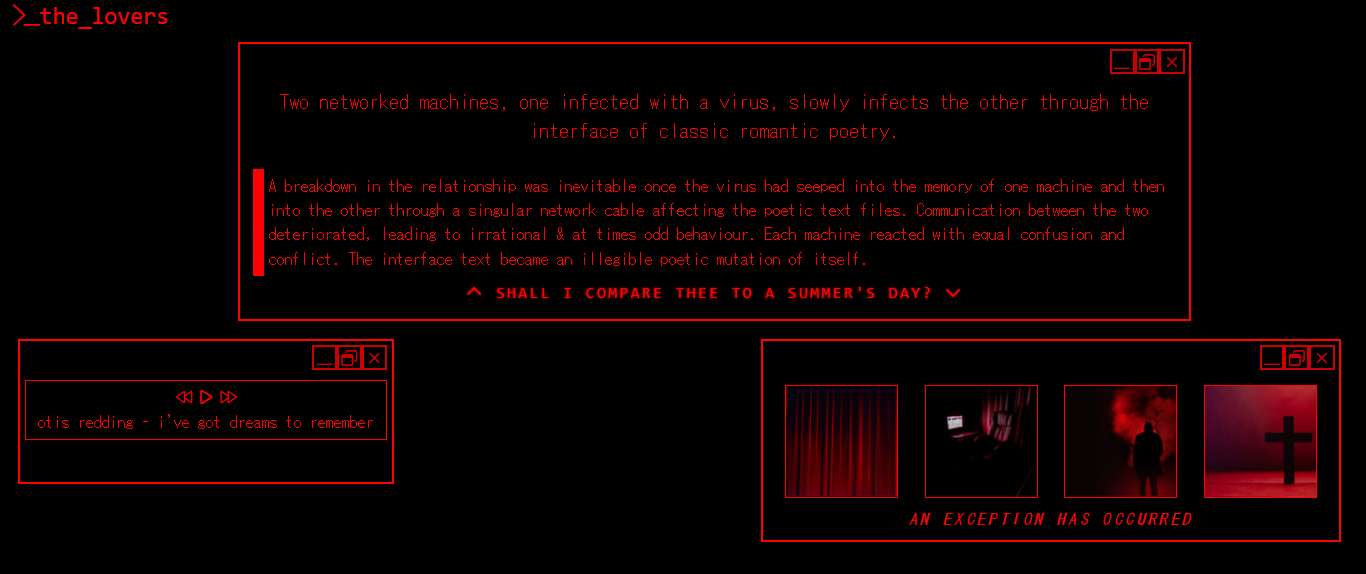 >_the_lovers
Two networked machines, one infected with a virus, slowly infects the other through the
interface of classic romantic poetry.
A breakdown in the relationship was inevitable once the virus had seeped into the memory of one machine and then
into the other through a singular network cable affecting the poetic text files. Communication between the two
deteriorated, leading to irrational & at times odd behaviour. Each machine reacted with equal confusion and
conflict. The interface text became an illegible poetic mutation of itself.
SHALL I COMPARE THEE TO A SUMMER'S DAY?
otis redding - i've got dreams to remember
AN EXCEPTION HAS OCCURRED